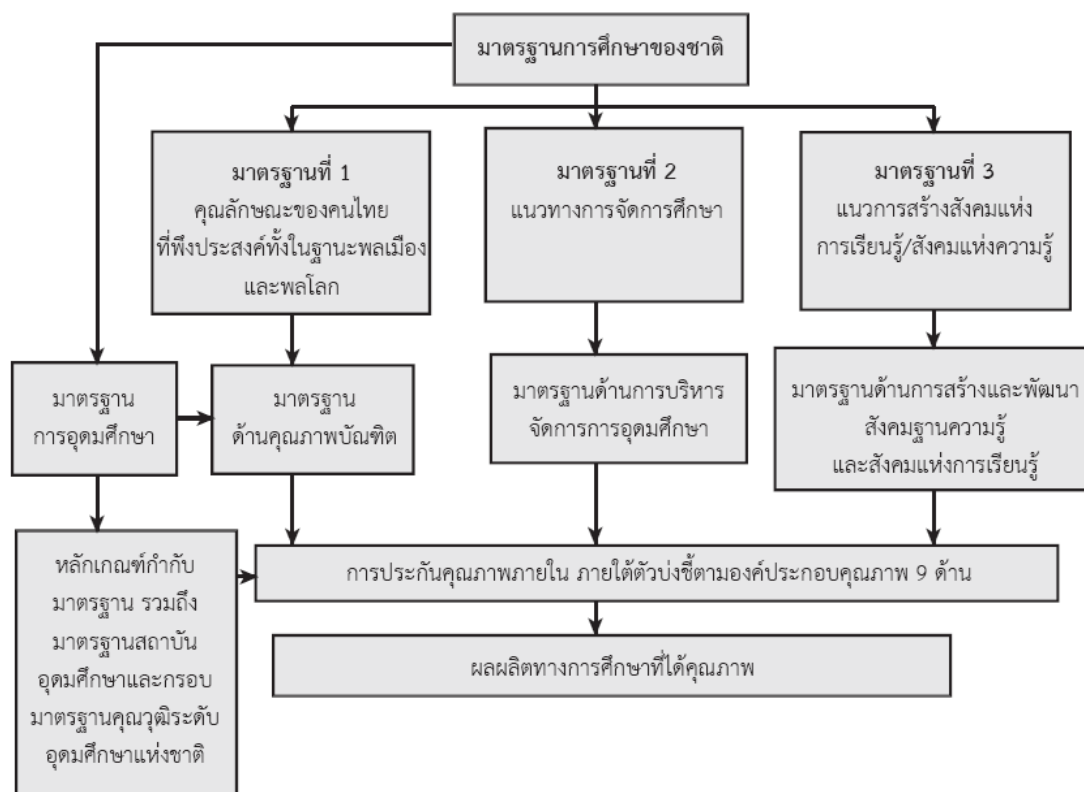 มาตรฐานการศึกษาของชาติ
มาตรฐานที่ 1
คุณลักษณะของคนไทย
ที่พึงประสงค์ทั้งในฐานะพลเมือง
และพลโลก
มาตรฐานที่ 2
แนวทางการจัดการศึกษา
มาตรฐานที่ 3
แนวการสร้างสังคมแห่ง
การเรียนรู้/สังคมแห่งความรู้
มาตรฐาน
การอุดมศึกษา
มาตรฐาน
ด้านคุณภาพบัณฑิต
มาตรฐานด้านการบริหาร
จัดการการอุดมศึกษา
มาตรฐานด้านการสร้างและพัฒนา
สังคมฐานความรู้
และสังคมแห่งการเรียนรู้
หลักเกณฑ์กำกับ
มาตรฐาน รวมถึง
มาตรฐานสถาบัน
อุดมศึกษาและกรอบ
มาตรฐานคุณวุฒิระดับ
อุดมศึกษาแห่งชาติ
การประกันคุณภาพภายใน ภายใต้ตัวบ่งชี้ตามองค์ประกอบคุณภาพ 9 ด้าน
ผลผลิตทางการศึกษาที่ได้คุณภาพ